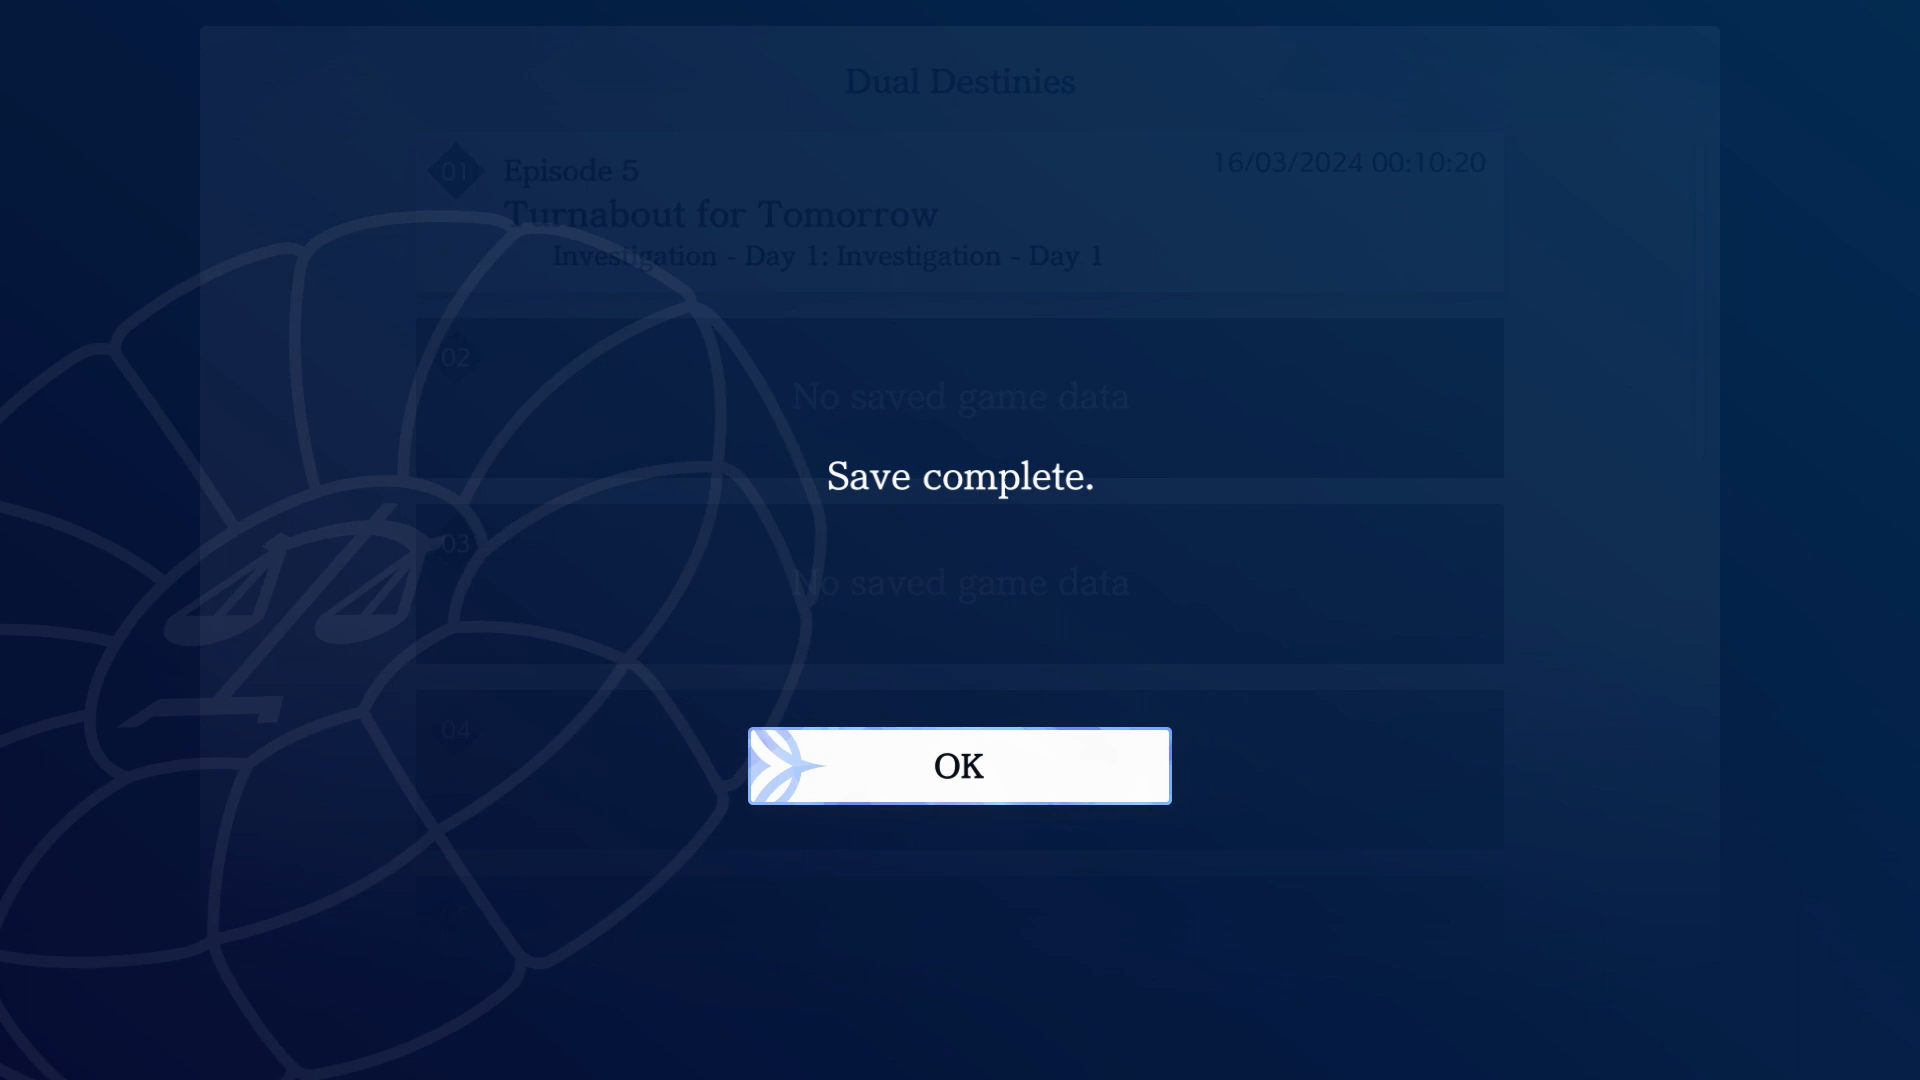 Dual Destinies
01
Episode 5
16/03/2024 00:10:20
Turnabout for Tomorrow
Investigation - Day 1: Investigation - Day 1
02
No saved game data
Save complete.
03
No saved game data
04
OK